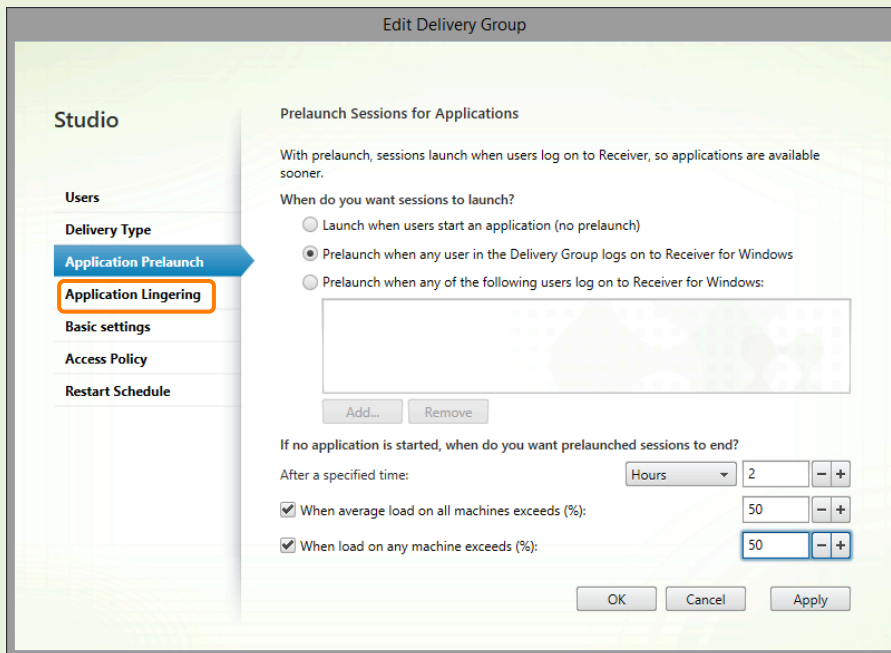 Edit Delivery Group
Studio
Users
Delivery Type
Application Prelaunch
Application Lingering
Basic settings
Access Policy
Restart Schedule
Prelaunch Sessions for Applications
With prelaunch, sessions launch when users log on to Receiver, so applications are available
sooner.
When do you want sessions to launch?
Launch when users start an application (no prelaunch)
Prelaunch when any user in the Delivery Group logs on to Receiver for Windows
Prelaunch when any of the following users log on to Receiver for Windows:
Add... Remove
If no application is started, when do you want prelaunched sessions to end?
After a specified time: Hours 2 − +
When average load on all machines exceeds (%): 50 − +
When load on any machine exceeds (%): 50 − +
OK Cancel Apply